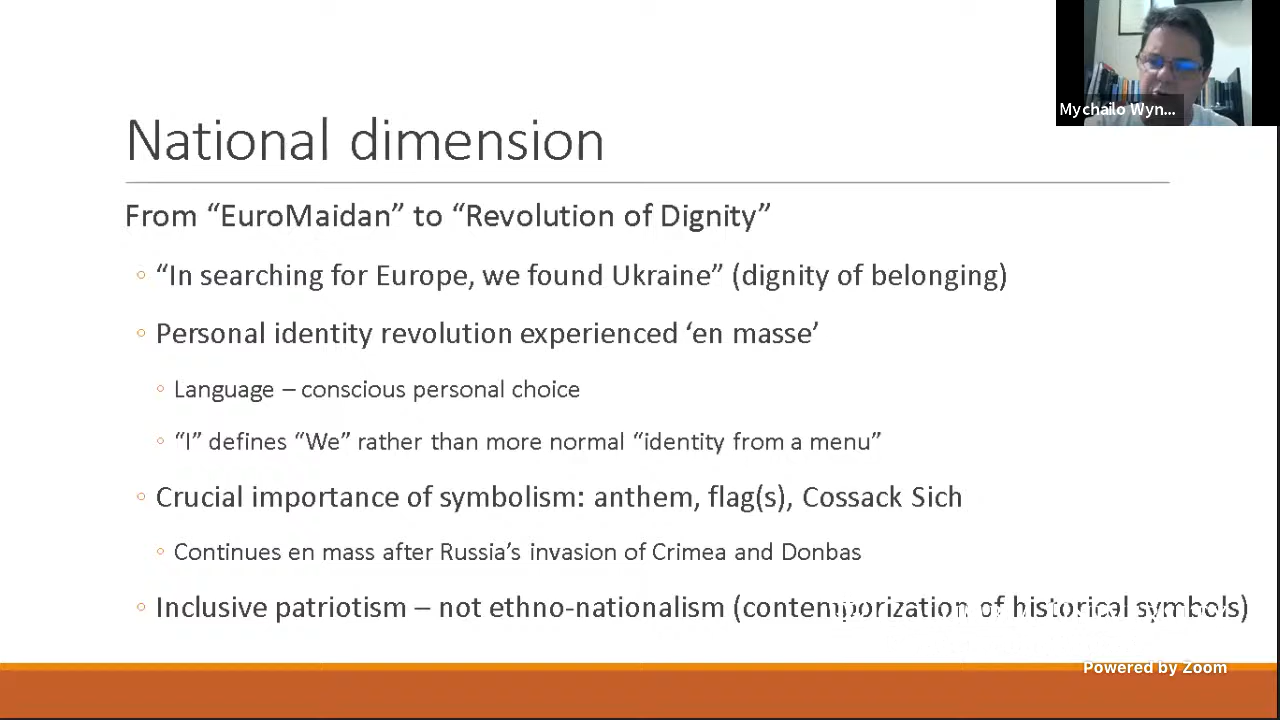 Mychailo Wyn...
National dimension
From “EuroMaidan” to “Revolution of Dignity”
“In searching for Europe, we found Ukraine” (dignity of belonging)
Personal identity revolution experienced ‘en masse’
Language – conscious personal choice
“I” defines “We” rather than more normal “identity from a menu”
Crucial importance of symbolism: anthem, flag(s), Cossack Sich
Continues en mass after Russia’s invasion of Crimea and Donbas
Inclusive patriotism – not ethno-nationalism (contemporization of historical symbols)
Powered by Zoom